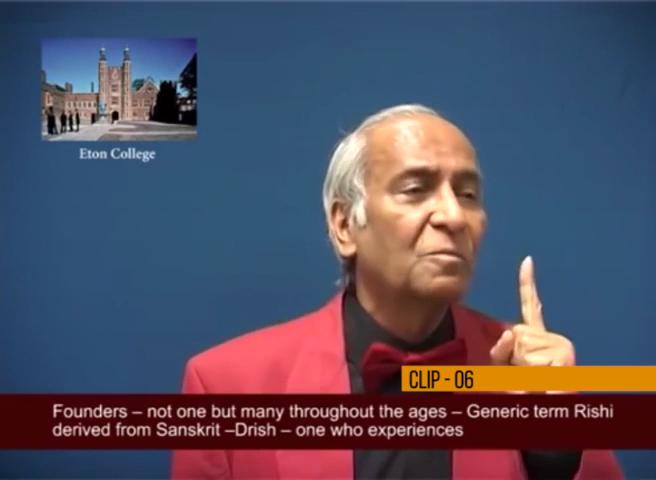 Eton College
CLIP - 06
Founders – not one but many throughout the ages – Generic term Rishi
derived from Sanskrit –Drish – one who experiences